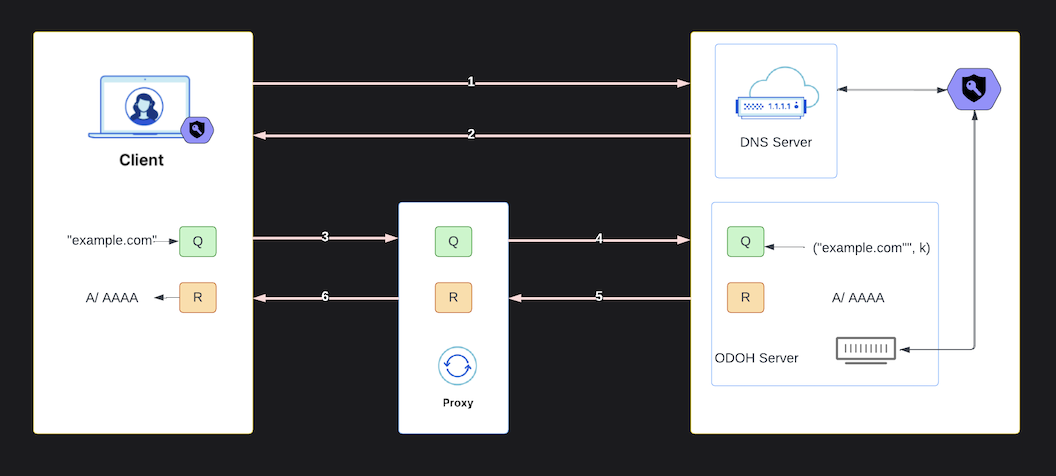 1
1.1.1.1
2
DNS Server
Client
"example.com"
Q
3
Q
4
Q
("example.com"", k)
A/ AAAA
R
6
R
5
R
A/ AAAA
ODOH Server
Proxy